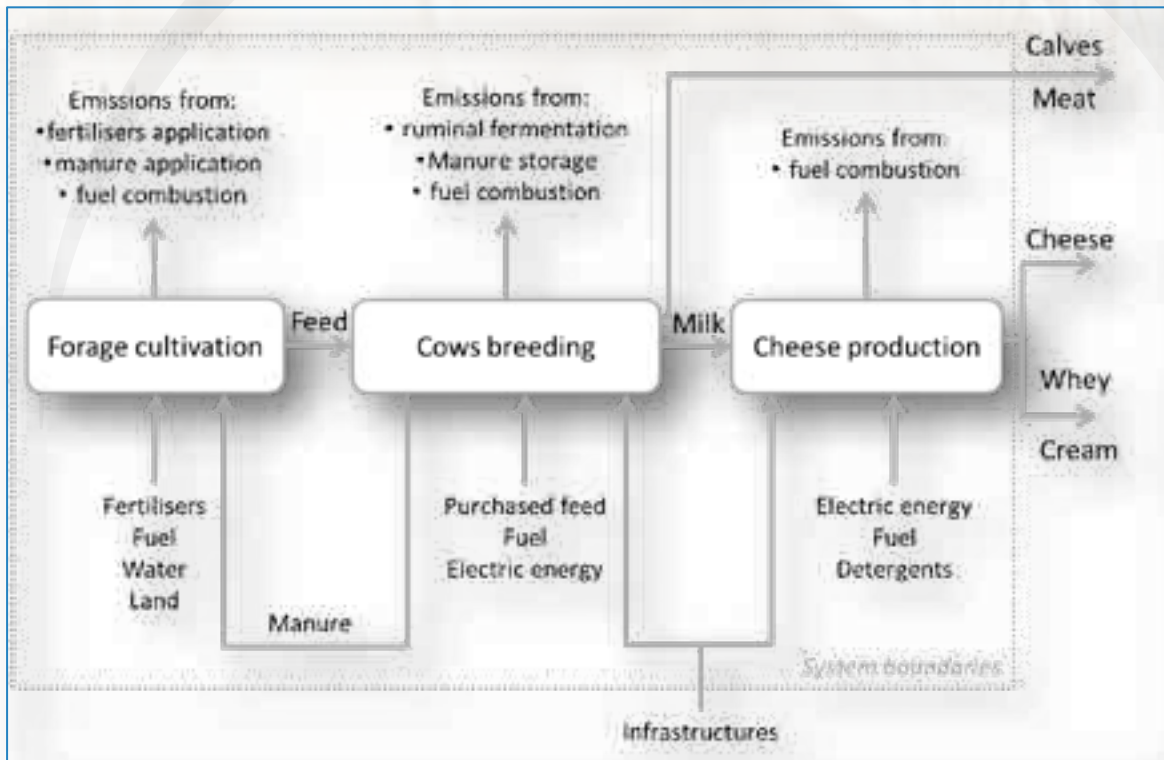 Calves
Meat
Emissions from:
•fertilisers application
•manure application
• fuel combustion
Emissions from:
• ruminal fermentation
•Manure storage
• fuel combustion
Emissions from:
• fuel combustion
Cheese
Forage cultivation
Feed
Cows breeding
Milk
Cheese production
Whey
Cream
Fertilisers
Fuel
Water
Land
Purchased feed
Fuel
Electric energy
Electric energy
Fuel
Detergents
Manure
System boundaries
Infrastructures